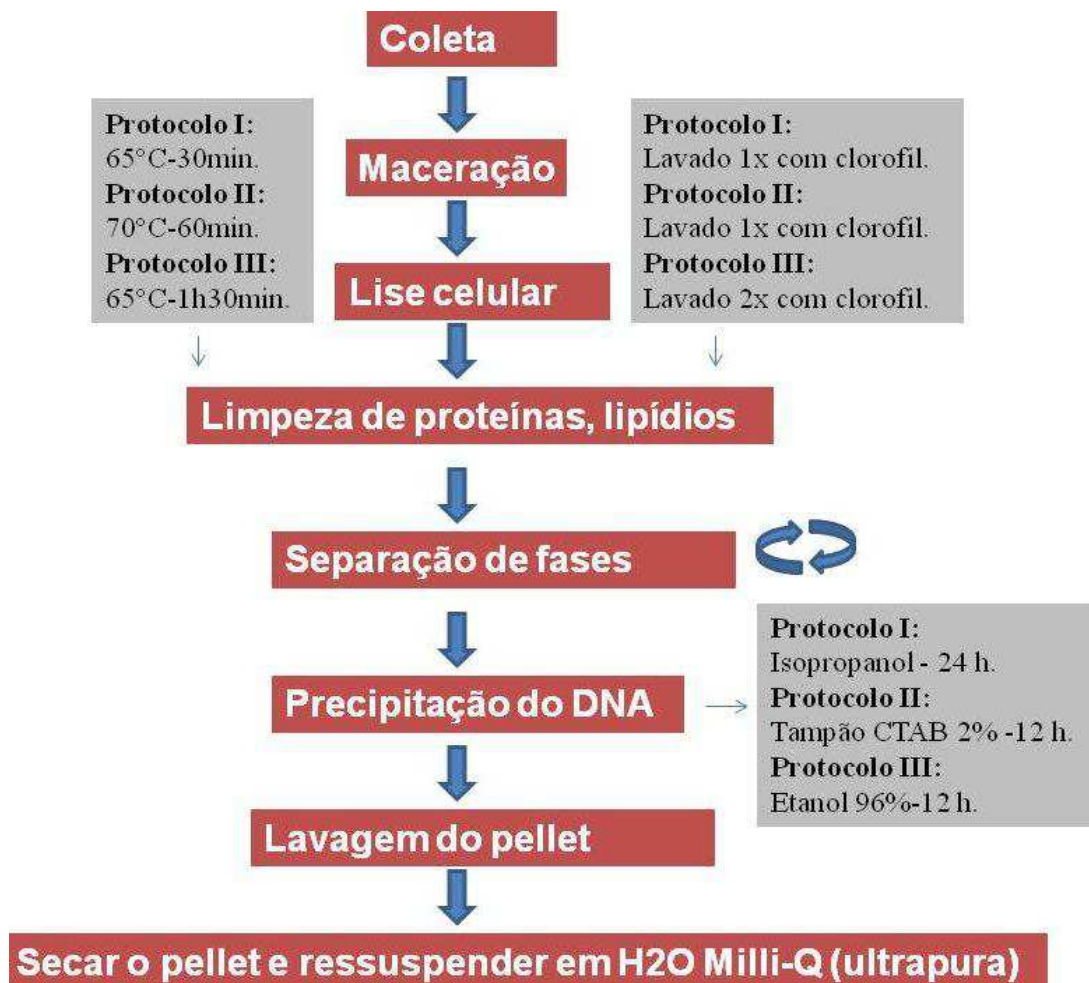 Coleta
Protocolo I:
65°C-30min.
Protocolo II:
70°C-60min.
Protocolo III:
65°C-1h30min.
Maceração
Protocolo I:
Lavado 1x com clorofil.
Protocolo II:
Lavado 1x com clorofil.
Protocolo III:
Lavado 2x com clorofil.
Lise celular
Limpeza de proteínas, lipídios
Separação de fases
Precipitação do DNA
Protocolo I:
Isopropanol - 24 h.
Protocolo II:
Tampão CTAB 2% -12 h.
Protocolo III:
Etanol 96%-12 h.
Lavagem do pellet
Secar o pellet e ressuspender em H2O Milli-Q (ultrapura)